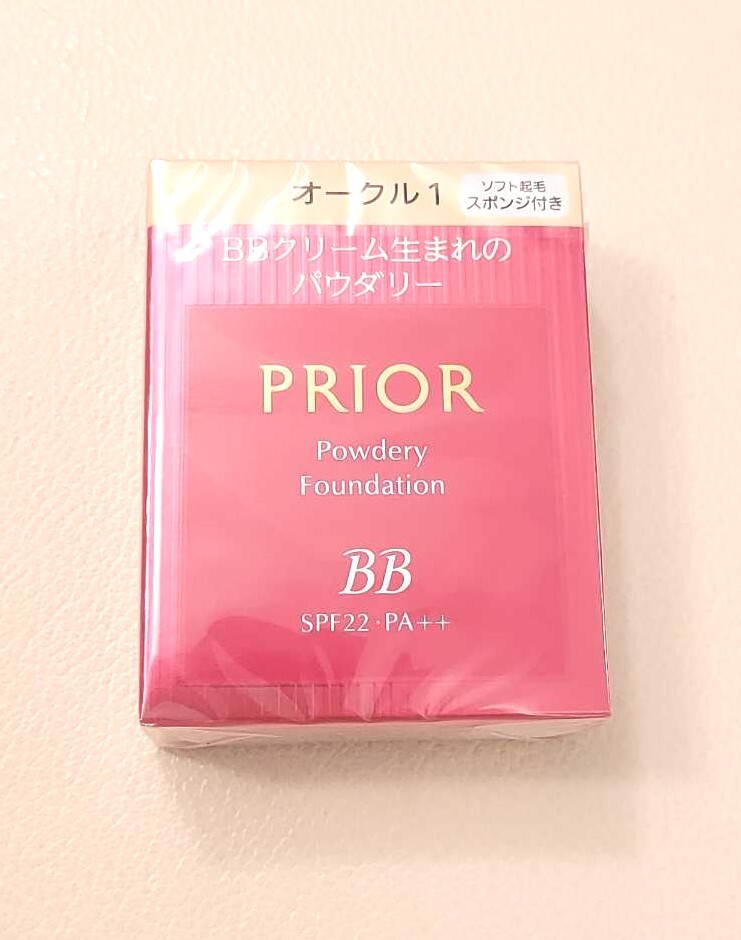 オークル1
ソフト起毛
スポンジ付き
BBクリーム生まれの
パウダリー
PRIOR
Powdery
Foundation
BB
SPF22・PA++